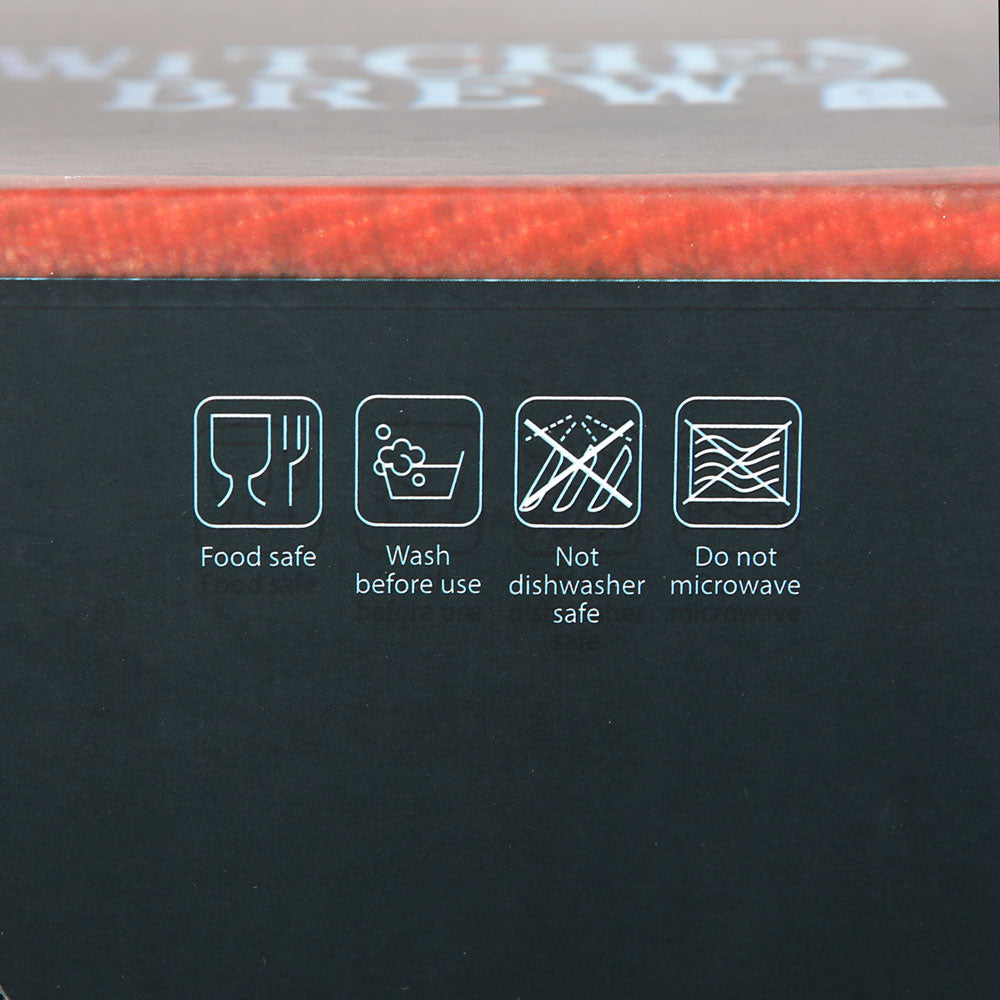 WITCHES
BREW
Food safe
Wash
before use
Not
dishwasher
safe
Do not
microwave